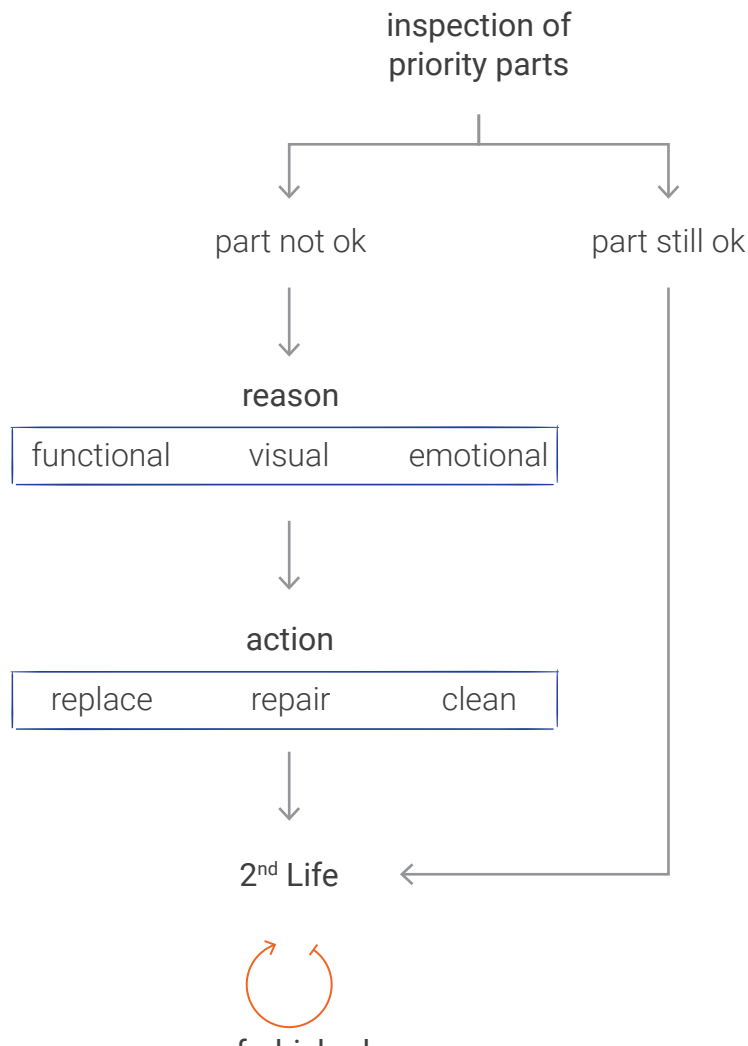 inspection of
priority parts
part not ok
part still ok
reason
functional visual emotional
action
replace repair clean
2nd Life